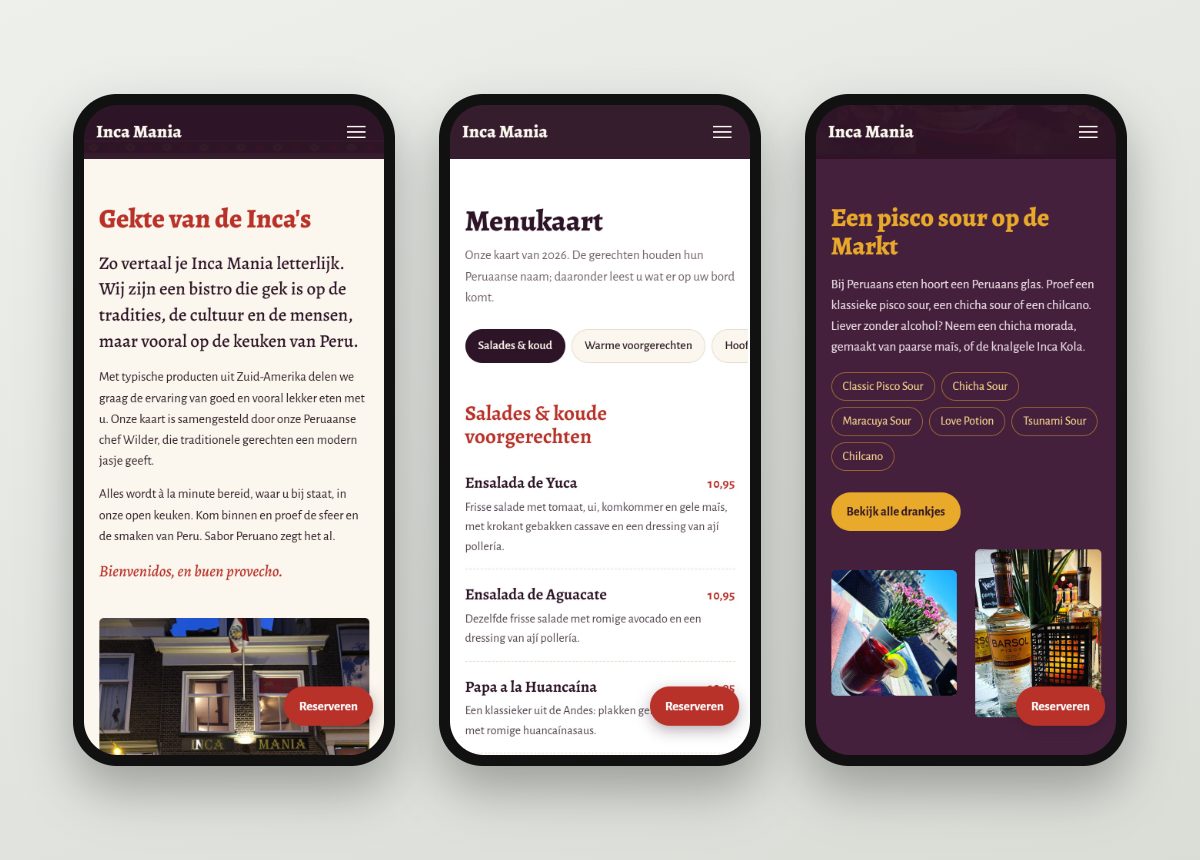 Inca Mania
Gekte van de Inca's
Zo vertaal je Inca Mania letterlijk.
Wij zijn een bistro die gek is op de
tradities, de cultuur en de mensen,
maar vooral op de keuken van Peru.
Met typische producten uit Zuid-Amerika delen we
graag de ervaring van goed en vooral lekker eten met
u. Onze kaart is samengesteld door onze Peruaanse
chef Wilder, die traditionele gerechten een modern
jasje geeft.
Alles wordt à la minute bereid, waar u bij staat, in
onze open keuken. Kom binnen en proef de sfeer en
de smaken van Peru. Sabor Peruano zegt het al.
Bienvenidos, en buen provecho.
INCA MANIA
Reserveren
Inca Mania
Menukaart
Onze kaart van 2026. De gerechten houden hun
Peruaanse naam; daaronder leest u wat er op uw bord
komt.
Salades & koud
Warme voorgerechten
Hoof
Salades & koude
voorgerechten
Ensalada de Yuca
10,95
Frisse salade met tomaat, ui, komkommer en gele maïs,
met krokant gebakken cassave en een dressing van ají
pollería.
Ensalada de Aguacate
10,95
Dezelfde frisse salade met romige avocado en een
dressing van ají pollería.
Papa a la Huancaína
Een klassieker uit de Andes: plakken ge
met romige huancaínasaus.
Reserveren
Inca Mania
Een pisco sour op de
Markt
Bij Peruaans eten hoort een Peruaans glas. Proef een
klassieke pisco sour, een chicha sour of een chilcano.
Liever zonder alcohol? Neem een chicha morada,
gemaakt van paarse maïs, of de knalgele Inca Kola.
Classic Pisco Sour
Chicha Sour
Maracuya Sour
Love Potion
Tsunami Sour
Chilcano
Bekijk alle drankjes
BARSOL
Reserveren